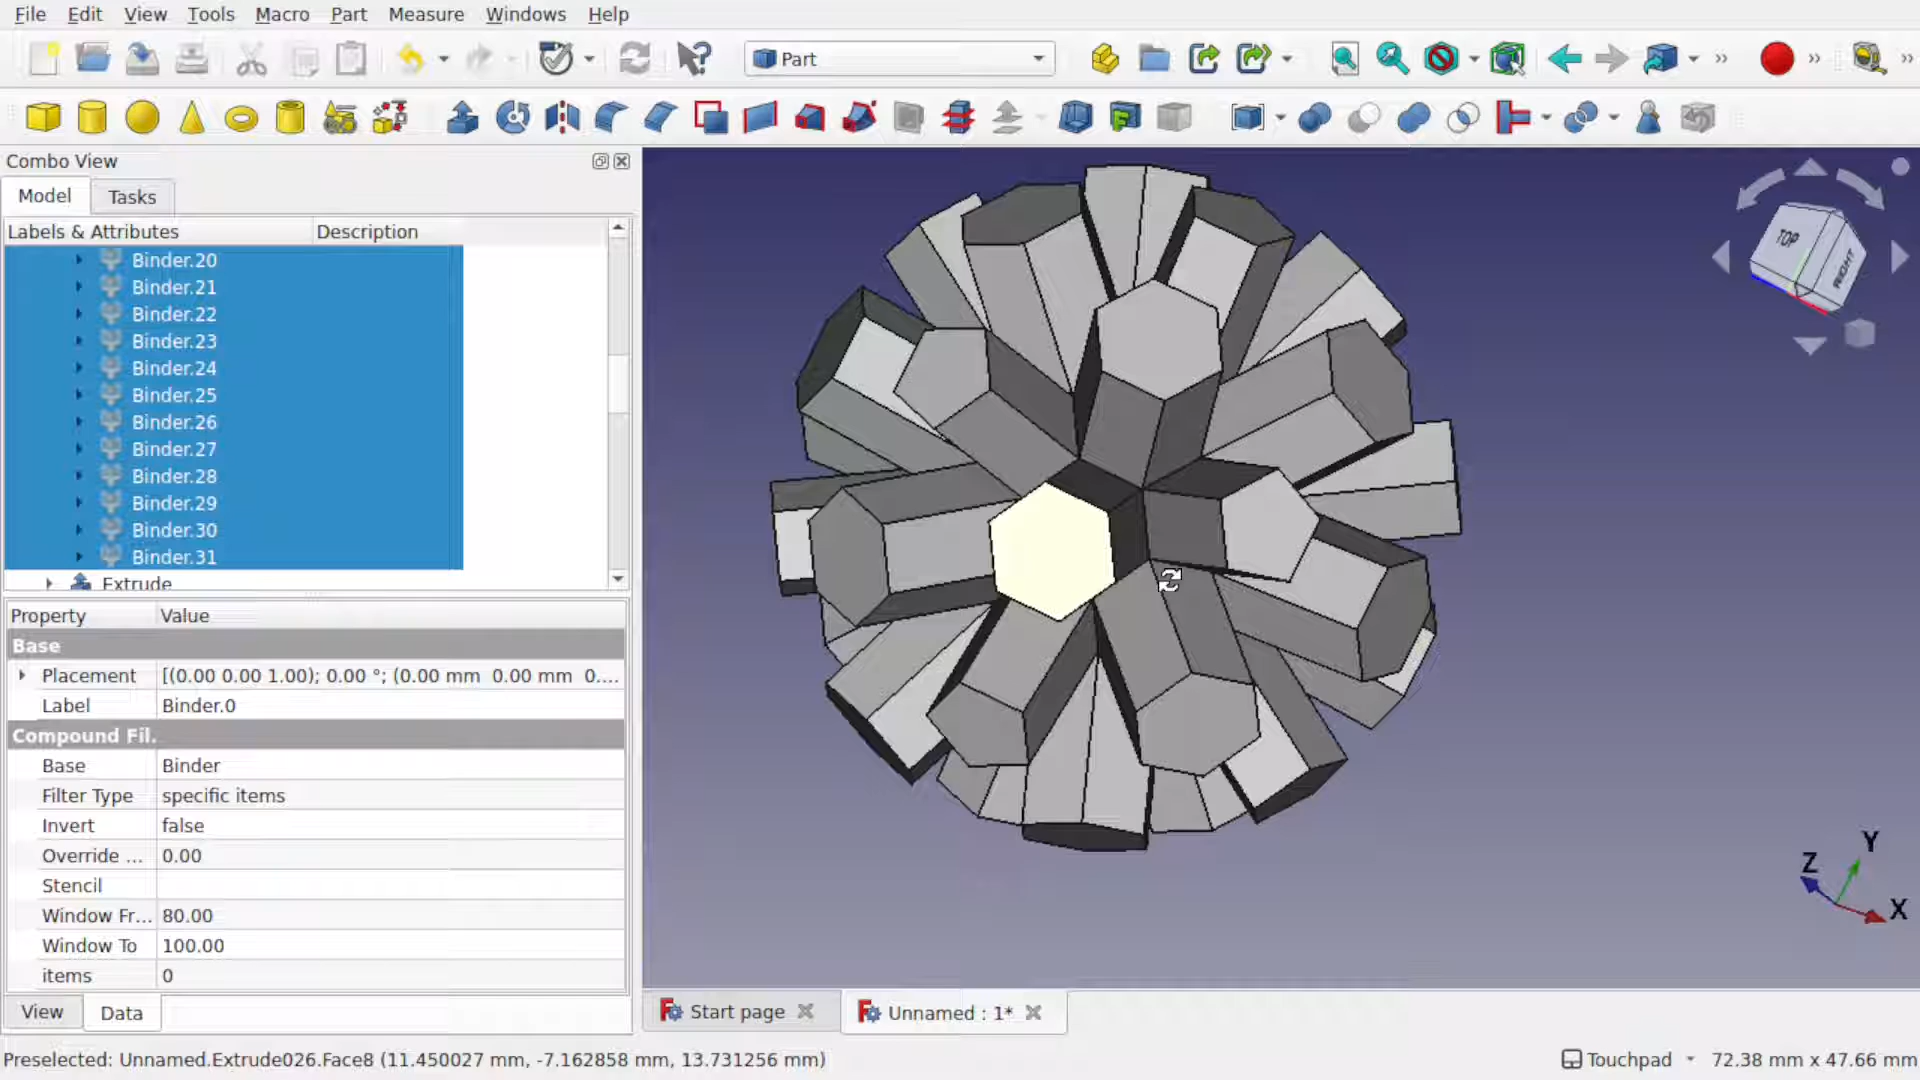 File Edit View Tools Macro Part Measure Windows Help
Part
Combo View
Model Tasks
Labels & Attributes Description
Binder.20
Binder.21
Binder.22
Binder.23
Binder.24
Binder.25
Binder.26
Binder.27
Binder.28
Binder.29
Binder.30
Binder.31
Extrude
Property Value
Base
Placement [(0.00 0.00 1.00); 0.00 °; (0.00 mm 0.00 mm 0....
Label Binder.0
Compound Fil.
Base Binder
Filter Type specific items
Invert false
Override ... 0.00
Stencil
Window Fr... 80.00
Window To 100.00
items 0
View Data
TOP
RIGHT
Y
Z
X
Start page
Unnamed : 1*
Preselected: Unnamed.Extrude026.Face8 (11.450027 mm, -7.162858 mm, 13.731256 mm)
Touchpad 72.38 mm x 47.66 mm